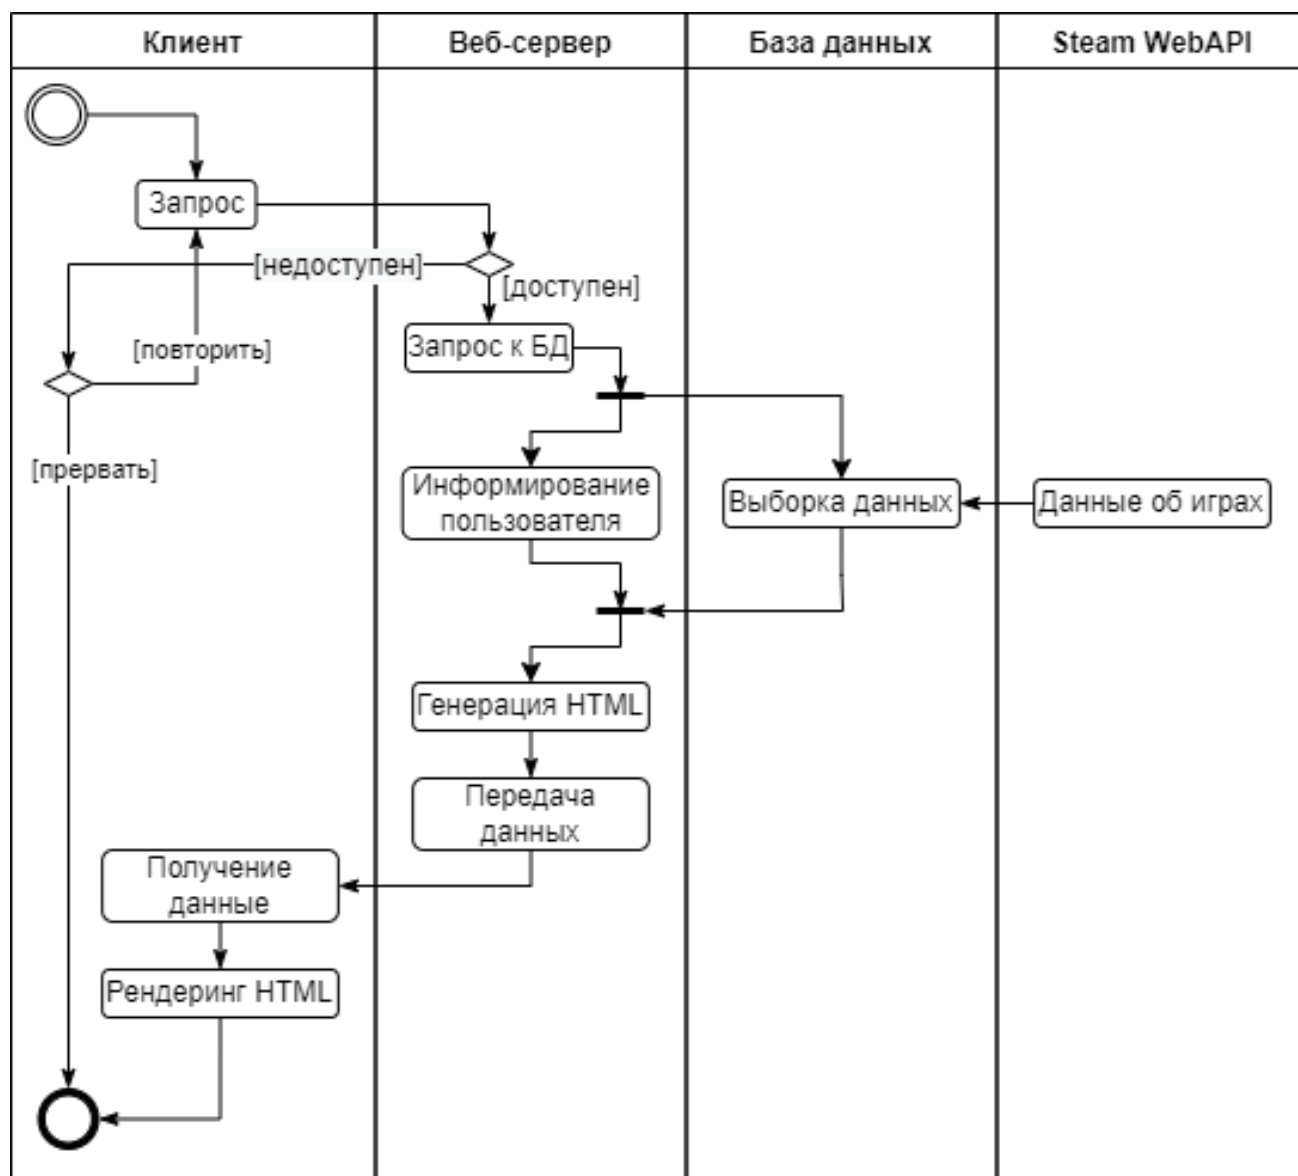 Клиент
Веб-сервер
База данных
Steam WebAPI
Запрос
[недоступен]
[доступен]
[повторить]
Запрос к БД
[прервать]
Информирование
пользователя
Выборка данных
Данные об играх
Генерация HTML
Передача
данных
Получение
данные
Рендеринг HTML